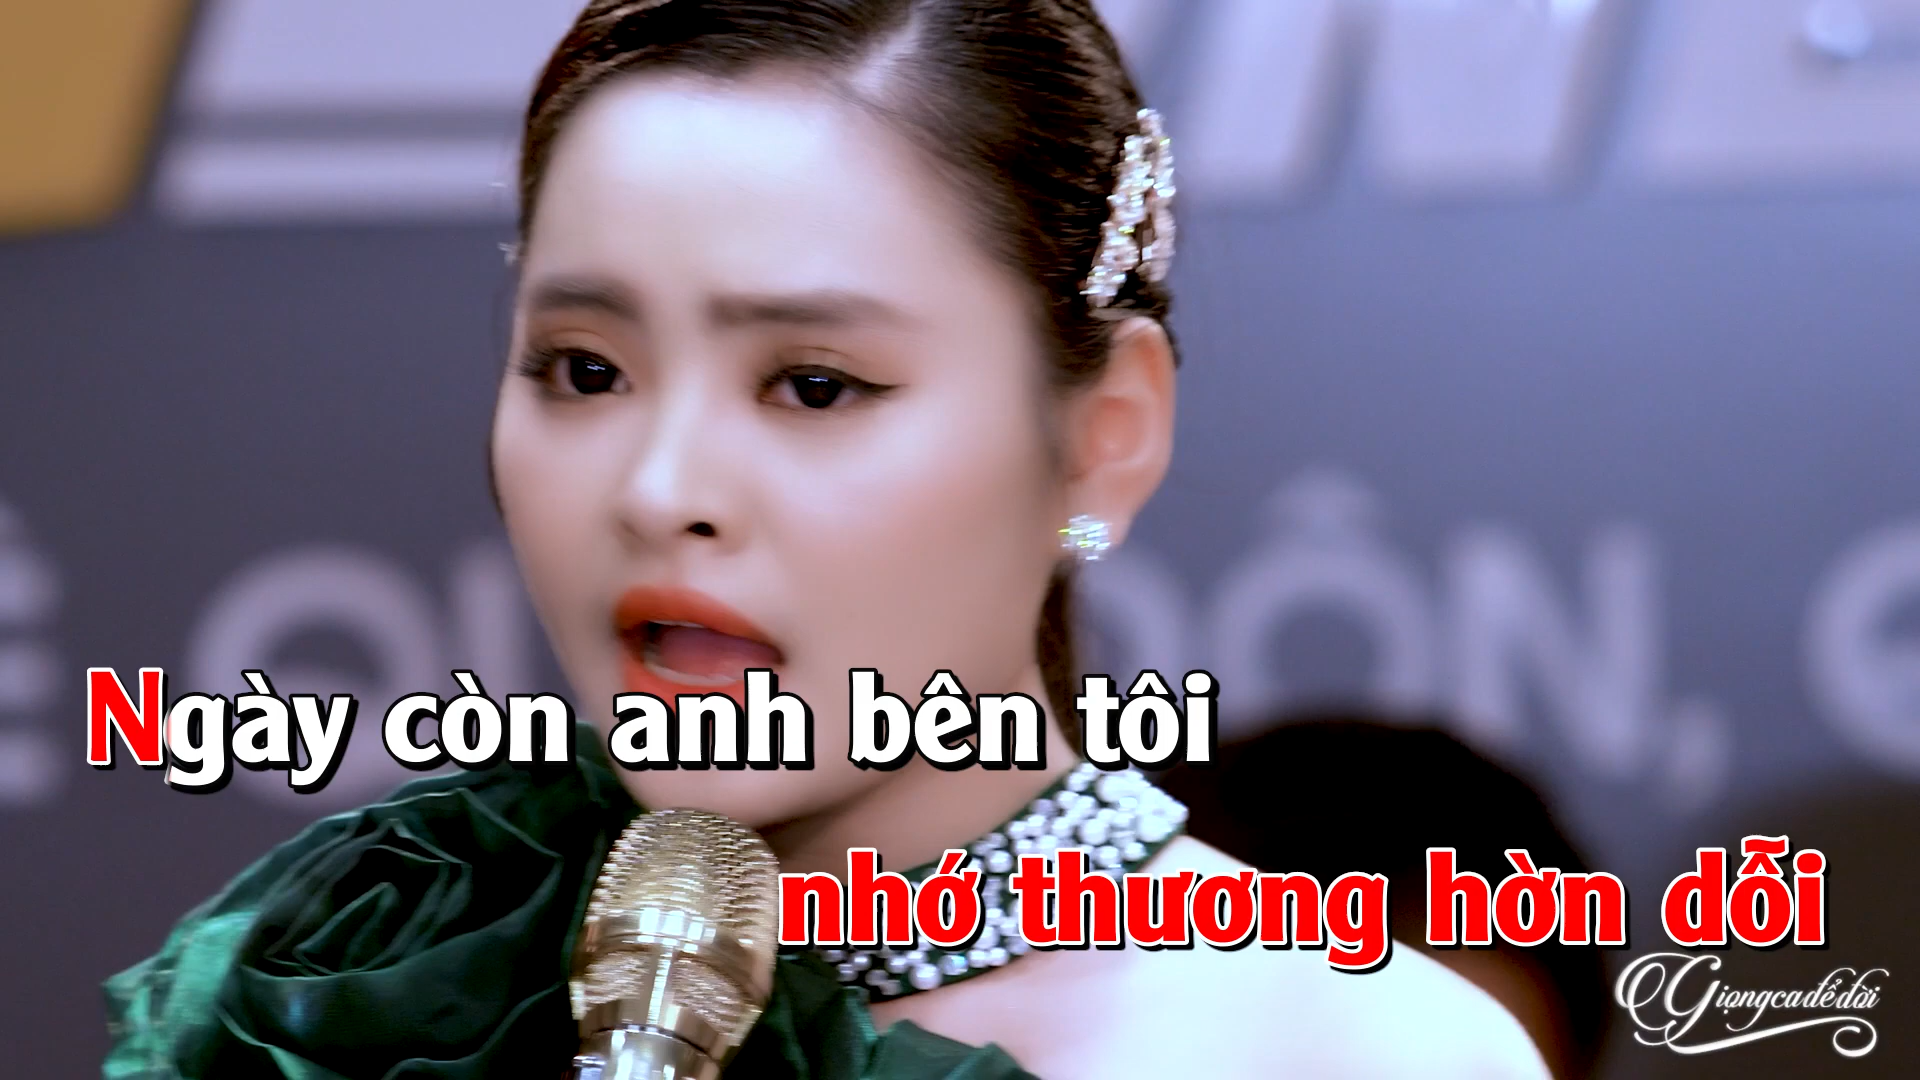 Ngày còn anh bên tôi
nhớ thương hờn dỗi
Giọngcađểđời